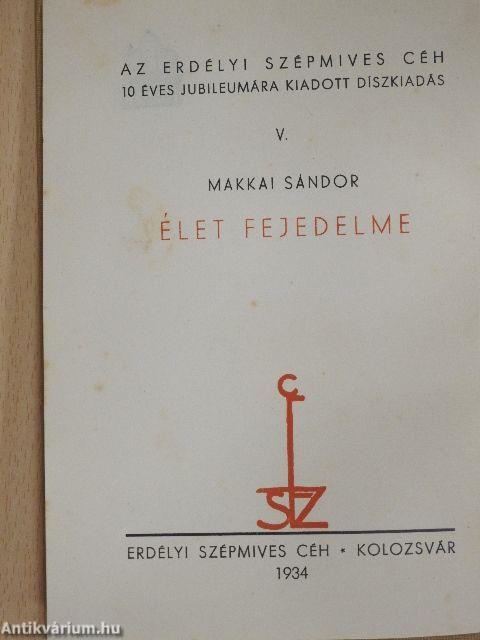 AZ ERDÉLYI SZÉPMIVES CÉH
10 ÉVES JUBILEUMÁRA KIADOTT DÍSZKIADÁS
V.
MAKKAI SÁNDOR
ÉLET FEJEDELME
C
SZ
ERDÉLYI SZÉPMIVES CÉH * KOLOZSVÁR
1934
Antikvárium.hu